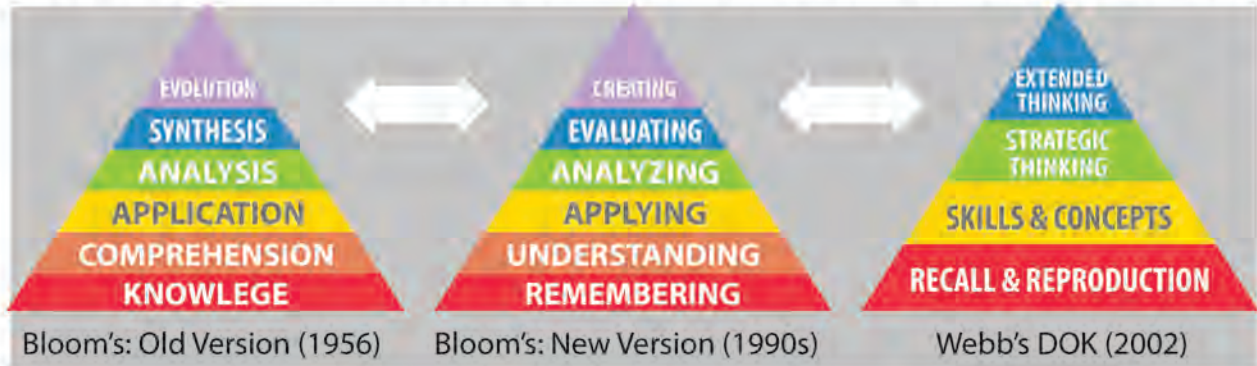 EVOLUTION
SYNTHESIS
ANALYSIS
APPLICATION
COMPREHENSION
KNOWLEGE
Bloom's: Old Version (1956)
CREATING
EVALUATING
ANALYZING
APPLYING
UNDERSTANDING
REMEMBERING
Bloom's: New Version (1990s)
EXTENDED
THINKING
STRATEGIC
THINKING
SKILLS & CONCEPTS
RECALL & REPRODUCTION
Webb's DOK (2002)